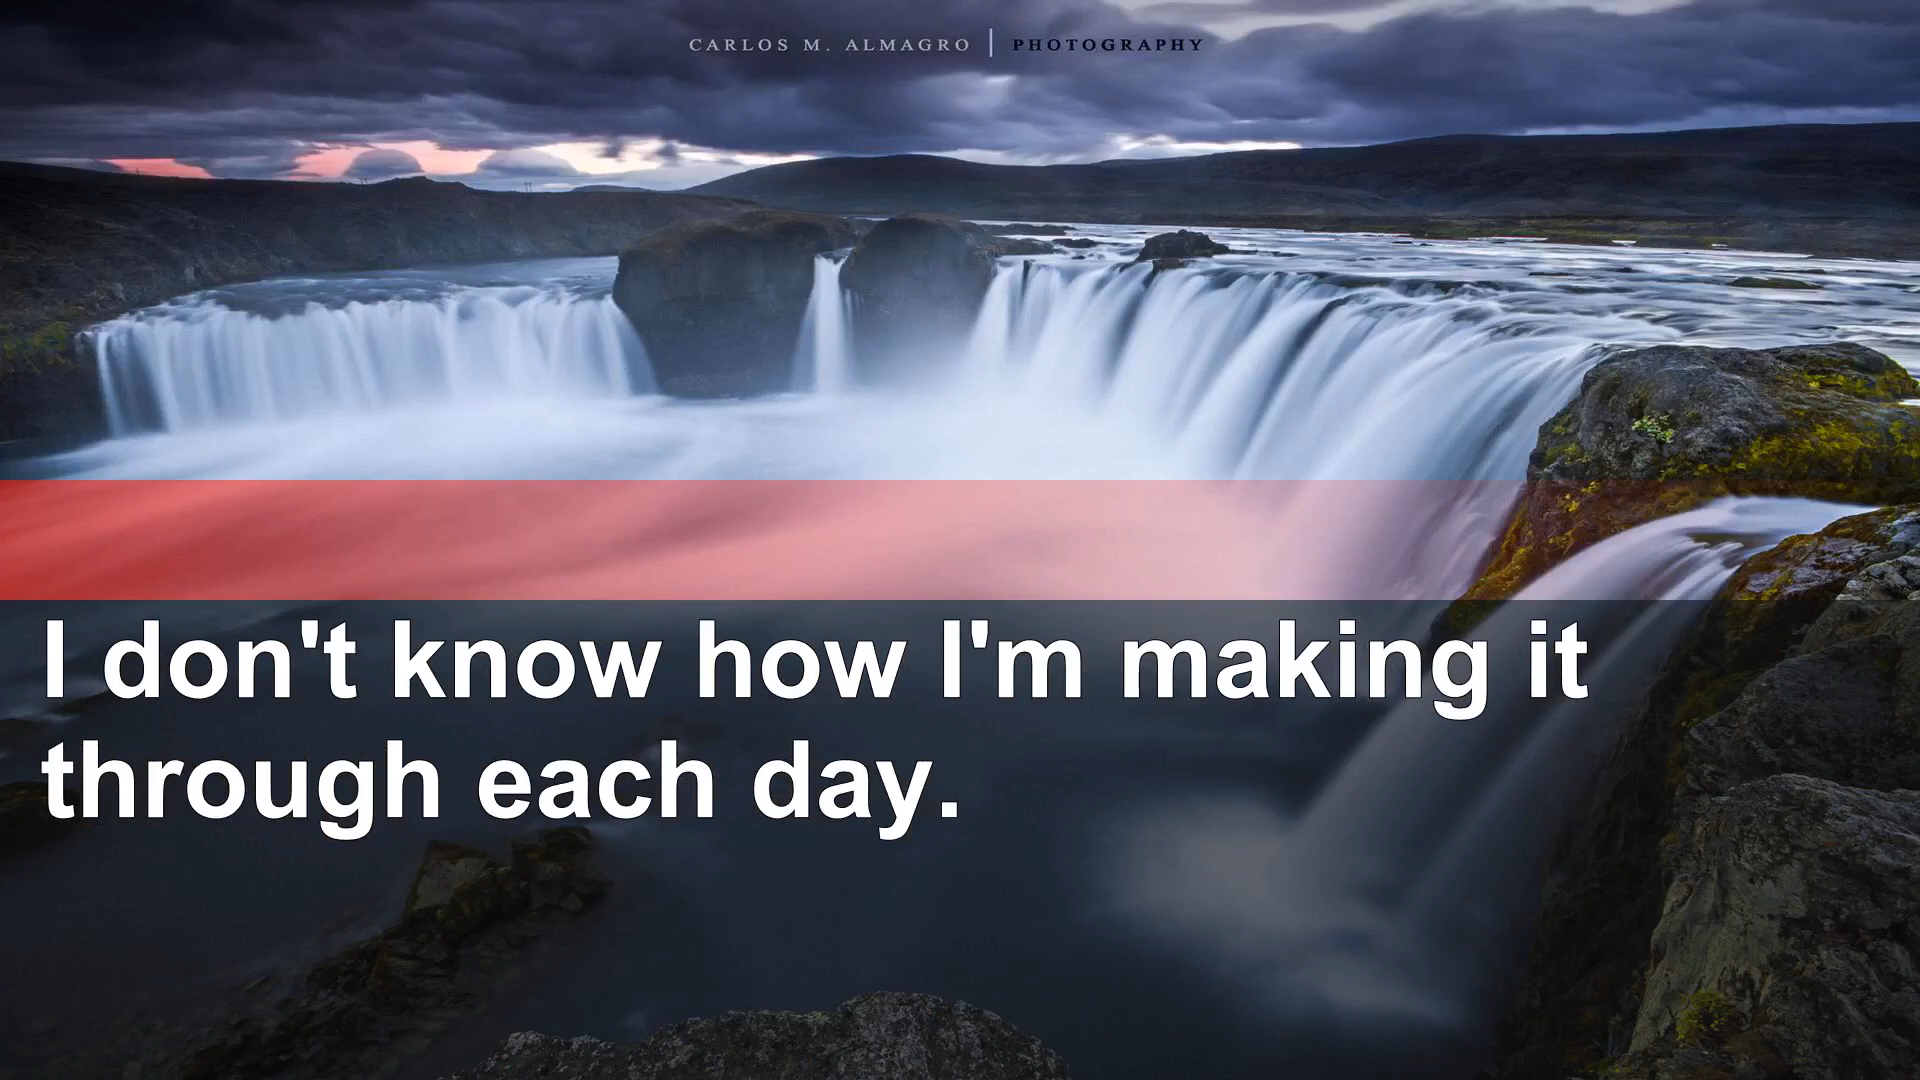 CARLOS M. ALMAGRO | PHOTOGRAPHY
I don't know how I'm making it
through each day.